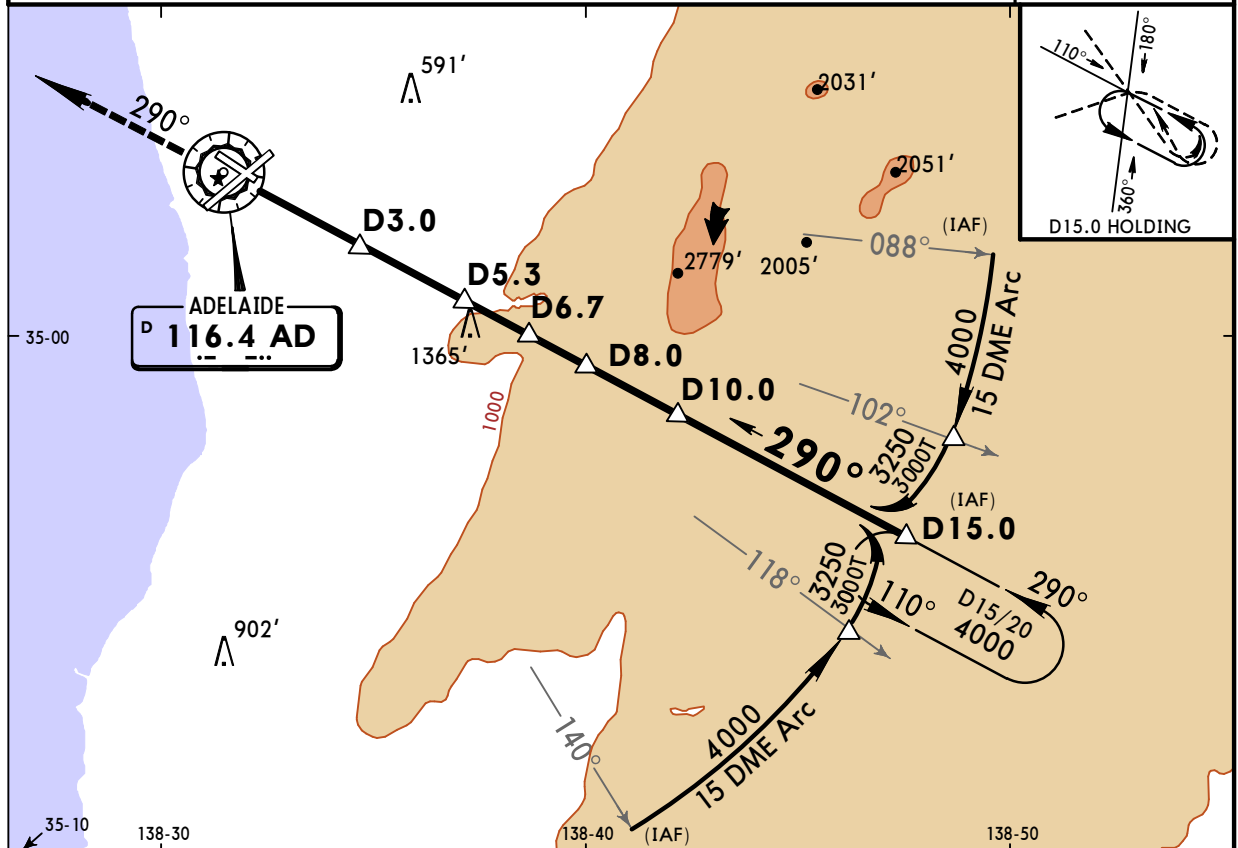 591'
2031'
110°
180°
290°
2051'
360°
D15.0 HOLDING
D3.0
(IAF)
088°
2779'
2005'
D5.3
ADELAIDE
D 116.4 AD
D6.7
35-00
1365'
D8.0
4000
15 DME Arc
D10.0
1000
102°
290°
3250
3000T
(IAF)
D15.0
118°
3250
3000T
110°
290°
D15/20
4000
902'
140°
4000
15 DME Arc
35-10
138-30
138-40
(IAF)
138-50